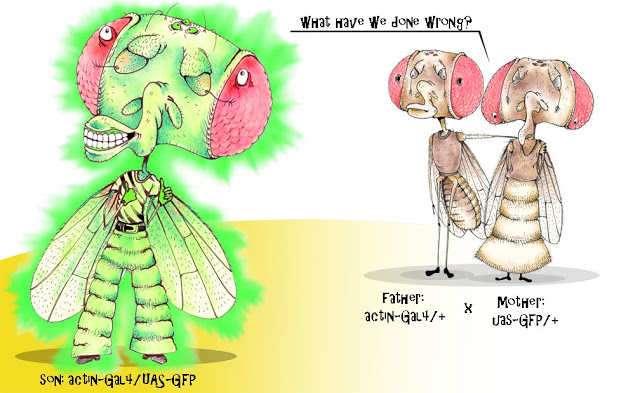 What Have We done Wrong?
Father:
actin-Gal4/+
x
Mother:
UAS-GFP/+
Son: actin-Gal4/UAS-GFP